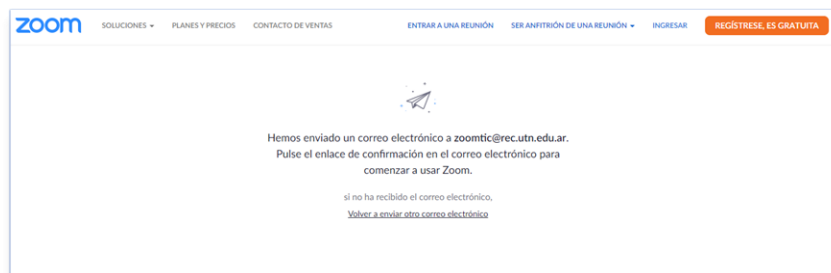 zoom SOLUCIONES PLANES Y PRECIOS CONTACTO DE VENTAS ENTRAR A UNA REUNIÓN SER ANFITRIÓN DE UNA REUNIÓN INGRESAR REGÍSTRESE, ES GRATUITA
Hemos enviado un correo electrónico a zoomtic@rec.utn.edu.ar.
Pulse el enlace de confirmación en el correo electrónico para
comenzar a usar Zoom.
si no ha recibido el correo electrónico,
Volver a enviar otro correo electrónico